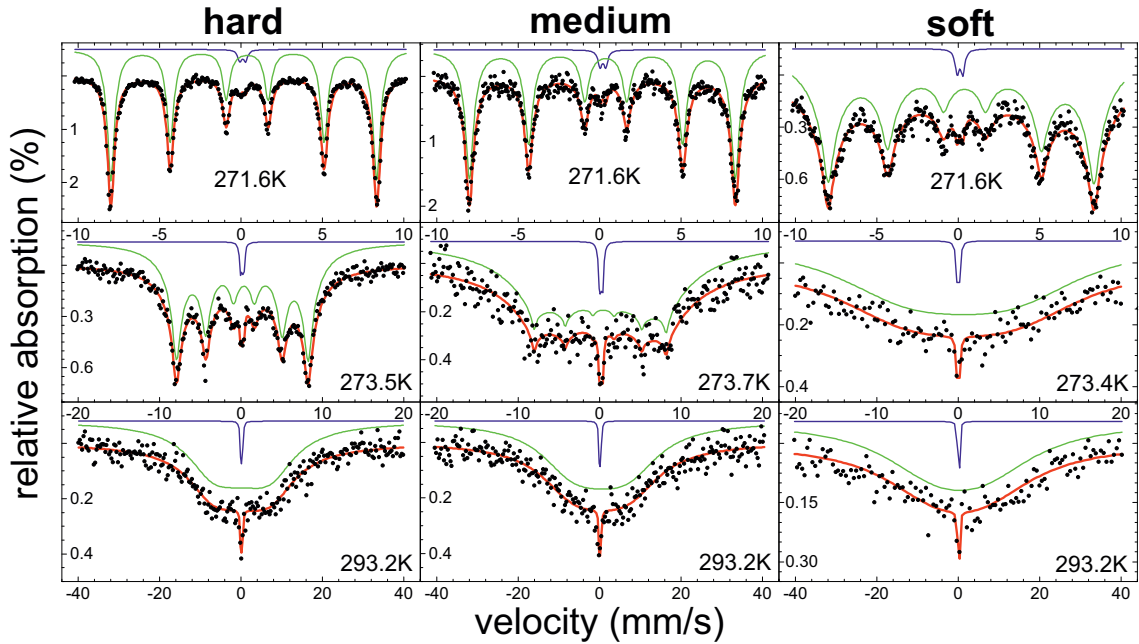 hard medium soft
relative absorption (%)
1
2
271.6K
1
2
271.6K
0.3
0.6
271.6K
-10 -5 0 5 10
-10 -5 0 5 10
-10 -5 0 5 10
0.3
0.6
273.5K
0.2
0.4
273.7K
0.2
0.4
273.4K
-20 -10 0 10 20
-20 -10 0 10 20
-20 -10 0 10 20
0.2
0.4
293.2K
0.2
0.4
293.2K
0.15
0.30
293.2K
-40 -20 0 20 40
-40 -20 0 20 40
-40 -20 0 20 40
velocity (mm/s)